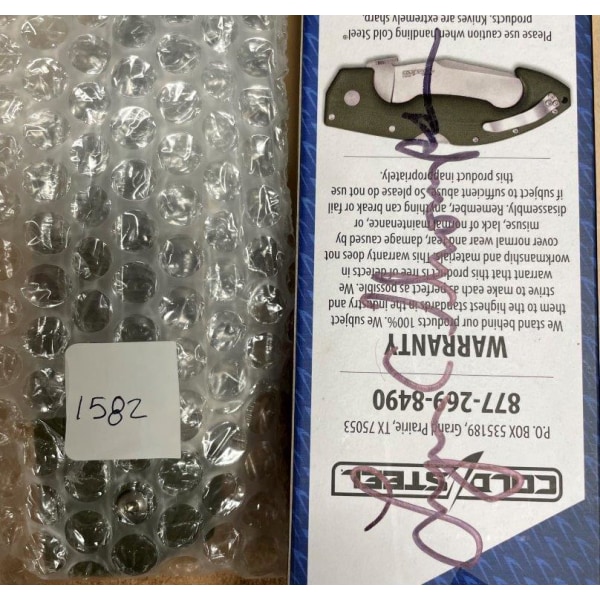 1582
COLD STEEL
P.O. BOX 535189, Grand Prairie, TX 75053
877-269-8490
WARRANTY
We stand behind our products 100%. We subject
them to the highest standards in the industry and
strive to make each as perfect as possible. We
warrant that this product is free of defects in
workmanship and materials. This warranty does not
cover normal wear and tear, damage caused by
misuse, lack of normal maintenance, or
disassembly. Remember, anything can break or fail
if subject to sufficient abuse. So please do not use
this product inappropriately.
Please use caution when handling Cold Steel®
products. Knives are extremely sharp.